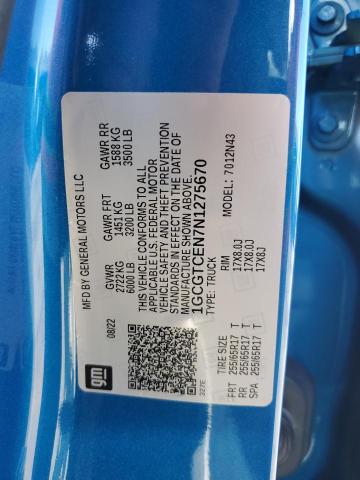 MFD BY GENERAL MOTORS LLC
08/22
GVWR
2722 KG
6000 LB
GAWR FRT
1451 KG
3200 LB
GAWR RR
1588 KG
3500 LB
THIS VEHICLE CONFORMS TO ALL
APPLICABLE U.S. FEDERAL MOTOR
VEHICLE SAFETY AND THEFT PREVENTION
STANDARDS IN EFFECT ON THE DATE OF
MANUFACTURE SHOWN ABOVE.
1GCGTCEN7N1275670
TYPE: TRUCK
MODEL: 7012N43
gm
327E
TIRE SIZE RIM
FRT 255/65R17 T 17X8.0J
RR 255/65R17 T 17X8.0J
SPA 255/65R17 T 17X8J